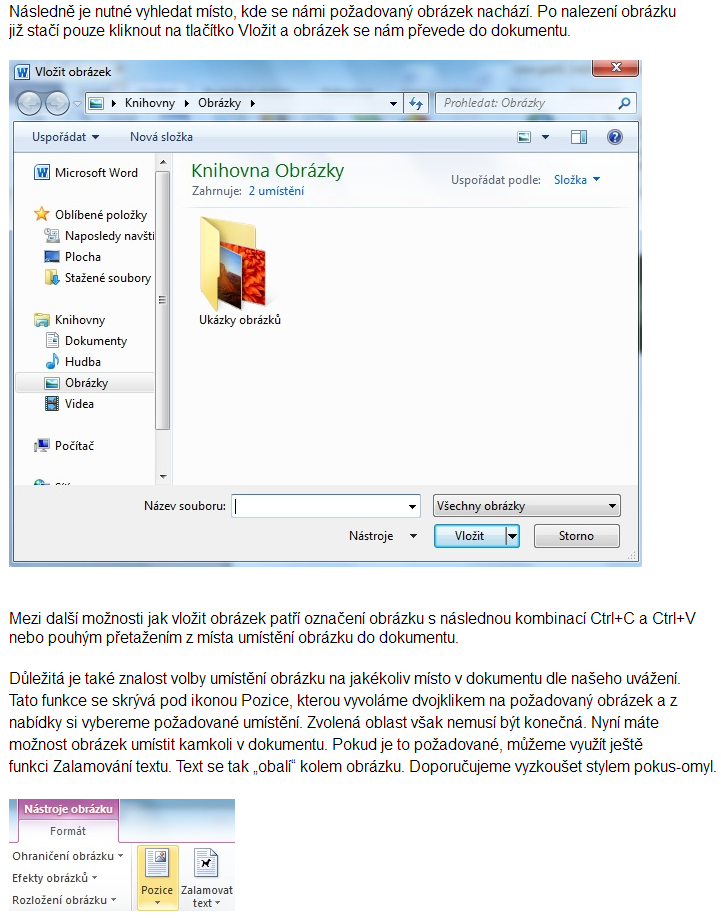 Následně je nutné vyhledat místo, kde se námi požadovaný obrázek nachází. Po nalezení obrázku
již stačí pouze kliknout na tlačítko Vložit a obrázek se nám převede do dokumentu.
Vložit obrázek
Knihovny
Obrázky
Prohledat: Obrázky
Uspořádat
Nová složka
Microsoft Word
Oblíbené položky
Naposledy navští
Plocha
Stažené soubory
Knihovny
Dokumenty
Hudba
Obrázky
Videa
Počítač
Knihovna Obrázky
Zahrnuje: 2 umístění
Uspořádat podle: Složka
Ukázky obrázků
Název souboru:
Všechny obrázky
Nástroje
Vložit
Storno
Mezi další možnosti jak vložit obrázek patří označení obrázku s následnou kombinací Ctrl+C a Ctrl+V
nebo pouhým přetažením z místa umístění obrázku do dokumentu.
Důležitá je také znalost volby umístění obrázku na jakékoliv místo v dokumentu dle našeho uvážení.
Tato funkce se skrývá pod ikonou Pozice, kterou vyvoláme dvojklikem na požadovaný obrázek a z
nabídky si vybereme požadované umístění. Zvolená oblast však nemusí být konečná. Nyní máte
možnost obrázek umístit kamkoli v dokumentu. Pokud je to požadované, můžeme využít ještě
funkci Zalamování textu. Text se tak „obalí“ kolem obrázku. Doporučujeme vyzkoušet stylem pokus-omyl.
Nástroje obrázku
Formát
Ohraničení obrázku
Efekty obrázků
Rozložení obrázku
Pozice
Zalamovat
text